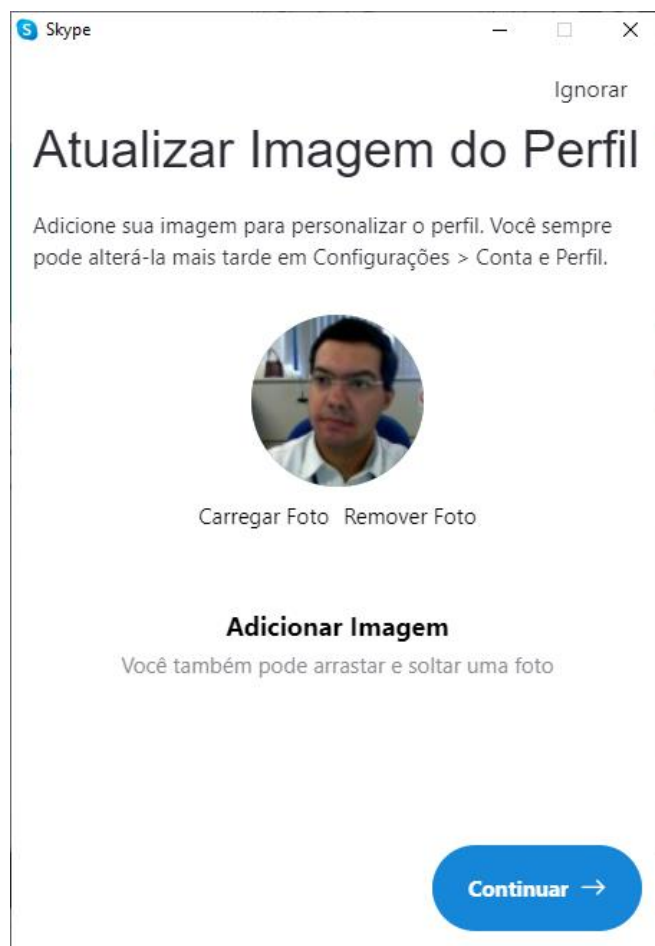 Skype
Ignorar
Atualizar Imagem do Perfil
Adicione sua imagem para personalizar o perfil. Você sempre
pode alterá-la mais tarde em Configurações > Conta e Perfil.
Carregar Foto Remover Foto
Adicionar Imagem
Você também pode arrastar e soltar uma foto
Continuar →